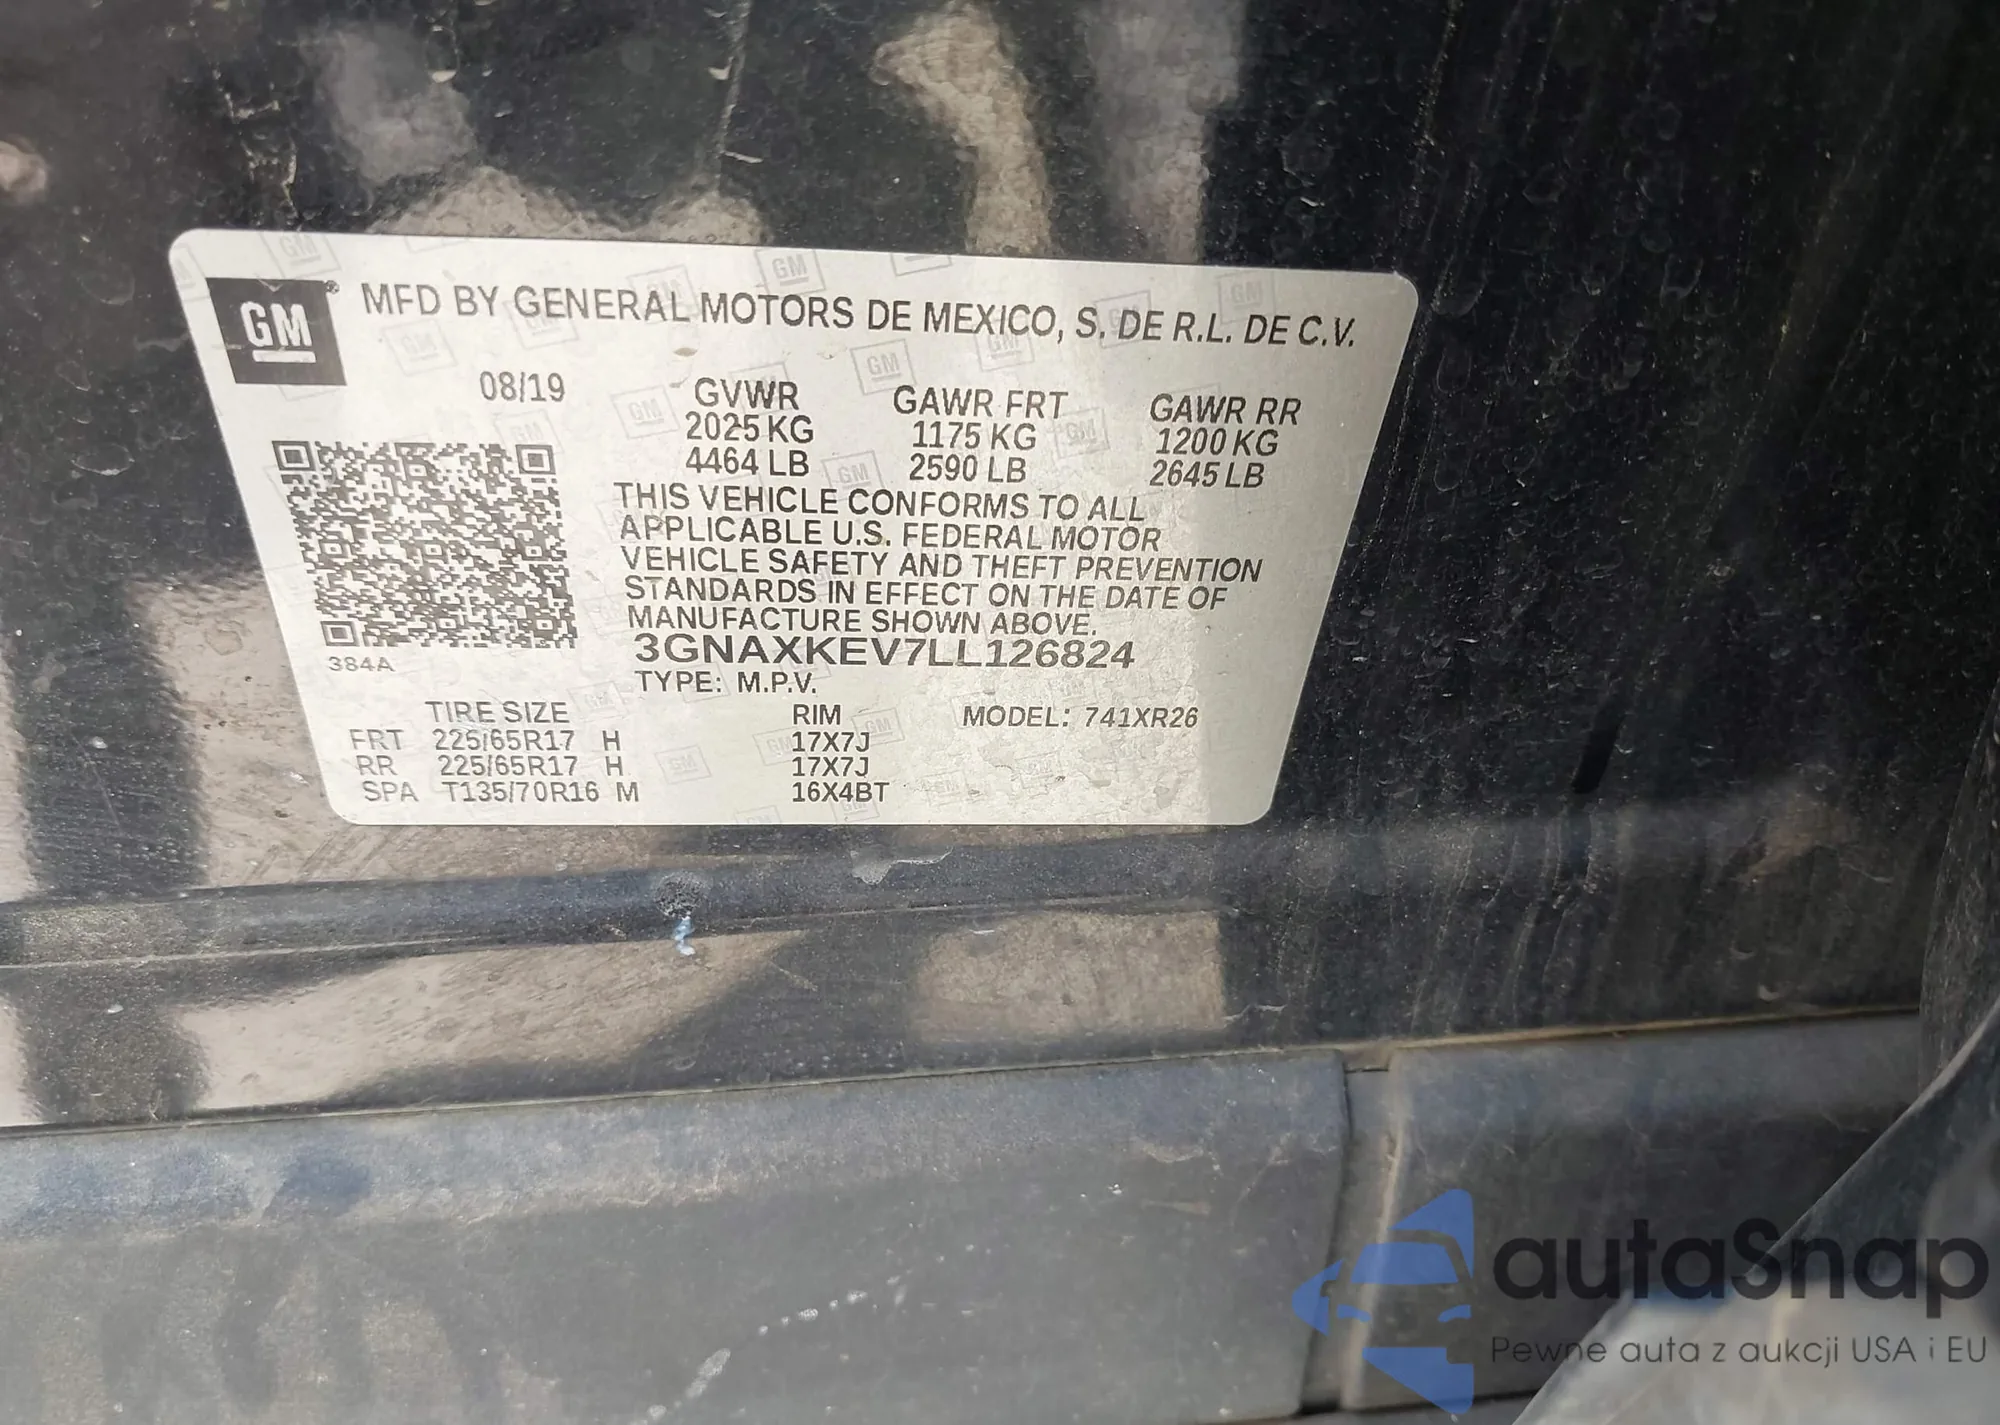 GM
MFD BY GENERAL MOTORS DE MEXICO, S. DE R.L. DE C.V.
08/19
GVWR GAWR FRT GAWR RR
2025 KG 1175 KG 1200 KG
4464 LB 2590 LB 2645 LB
THIS VEHICLE CONFORMS TO ALL
APPLICABLE U.S. FEDERAL MOTOR
VEHICLE SAFETY AND THEFT PREVENTION
STANDARDS IN EFFECT ON THE DATE OF
MANUFACTURE SHOWN ABOVE.
3GNAXKEV7LL126824
384A
TYPE: M.P.V.
TIRE SIZE RIM MODEL: 741XR26
FRT 225/65R17 H 17X7J
RR 225/65R17 H 17X7J
SPA T135/70R16 M 16X4BT
autaSnap
Pewne auta z aukcji USA i EU